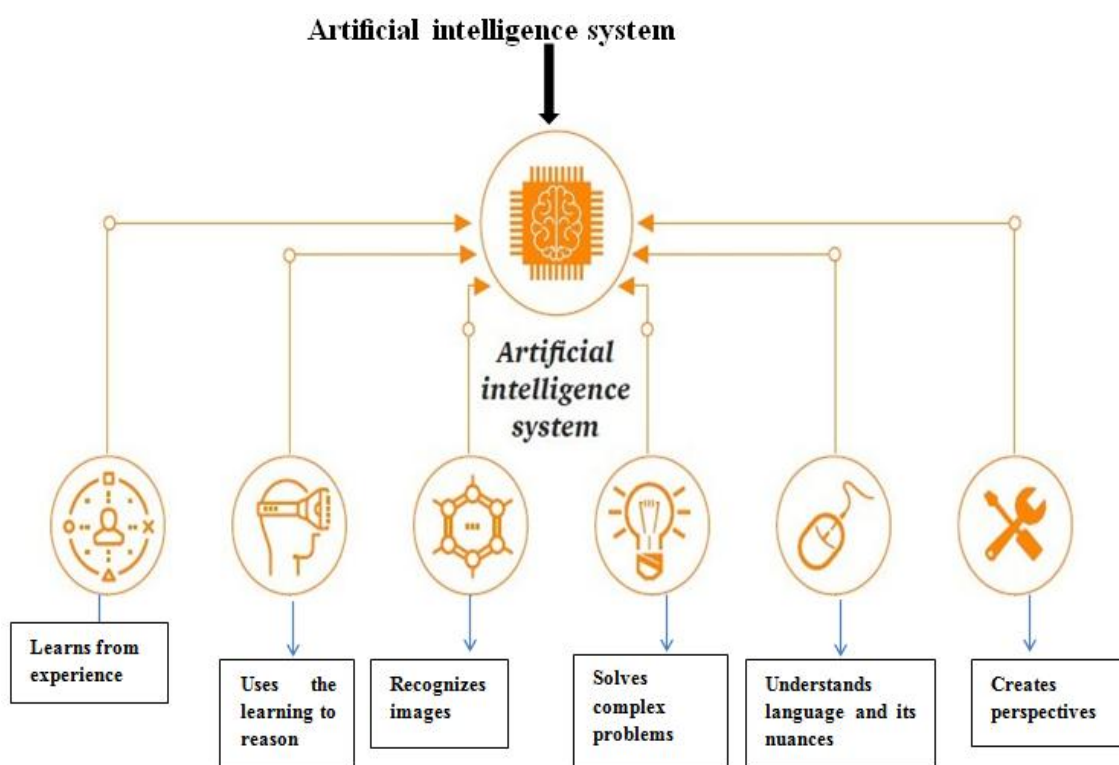 Artificial intelligence system
Artificial
intelligence
system
Learns from
experience
Uses the
learning to
reason
Recognizes
images
Solves
complex
problems
Understands
language and its
nuances
Creates
perspectives